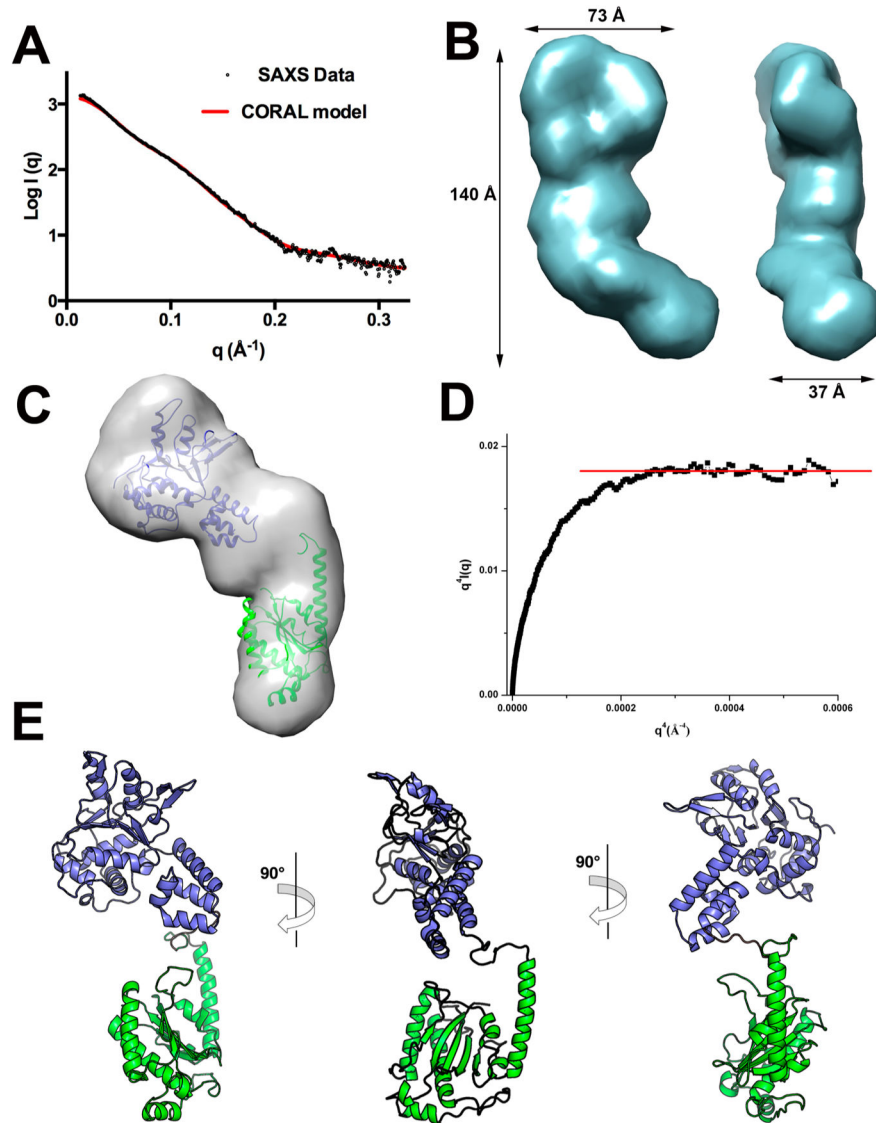 A
SAXS Data
CORAL model
Log I (q)
3
2
1
0
0.0 0.1 0.2 0.3
q (Å-1)
B
73 Å
140 Å
37 Å
C
D
q4I(q)
0.02
0.01
0.00
0.0000 0.0002 0.0004 0.0006
q4(Å-4)
E
90°
90°